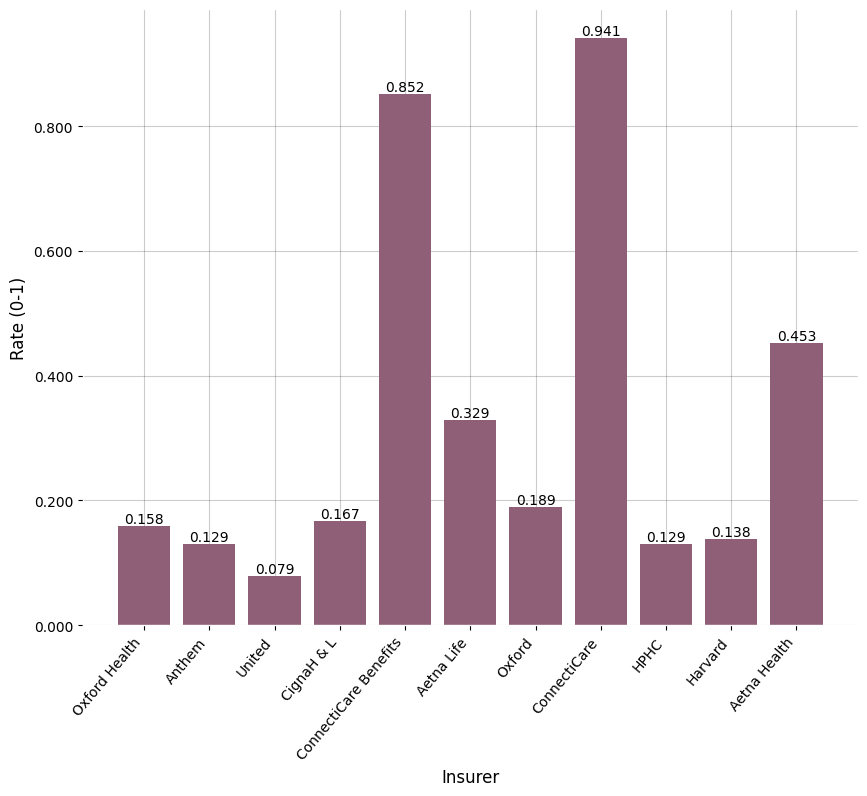 0.941
0.852
0.800
0.600
0.453
0.400
0.329
0.200
0.189
0.167
0.158
0.138
0.129
0.129
0.079
0.000
Rate (0-1)
Oxford Health
Anthem
United
CignaH & L
ConnectiCare Benefits
Aetna Life
Oxford
ConnectiCare
HPHC
Harvard
Aetna Health
Insurer